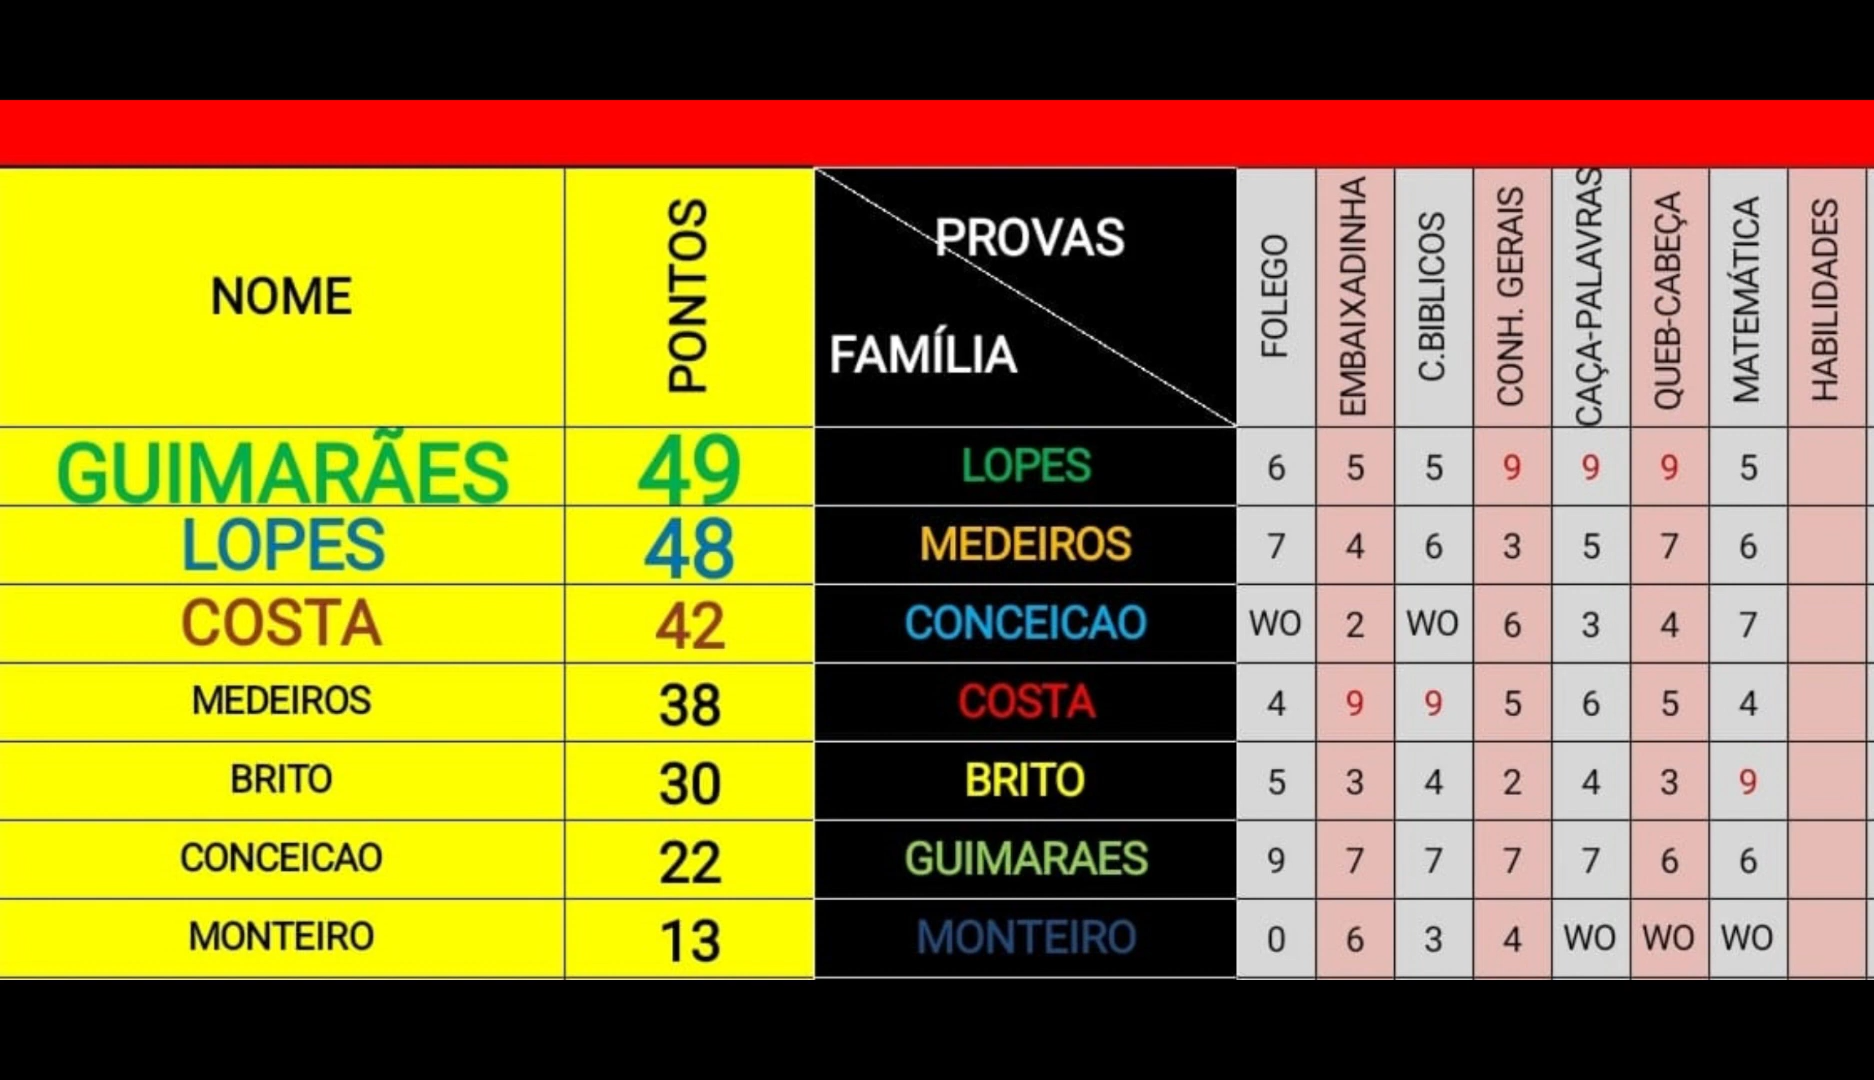 NOME PONTOS PROVAS FAMÍLIA FOLEGO EMBAIXADINHA C.BIBLICOS CONH. GERAIS CAÇA-PALAVRAS QUEB-CABEÇA MATEMÁTICA HABILIDADES
GUIMARÃES 49 LOPES 6 5 5 9 9 9 5
LOPES 48 MEDEIROS 7 4 6 3 5 7 6
COSTA 42 CONCEICAO WO 2 WO 6 3 4 7
MEDEIROS 38 COSTA 4 9 9 5 6 5 4
BRITO 30 BRITO 5 3 4 2 4 3 9
CONCEICAO 22 GUIMARAES 9 7 7 7 7 6 6
MONTEIRO 13 MONTEIRO 0 6 3 4 WO WO WO